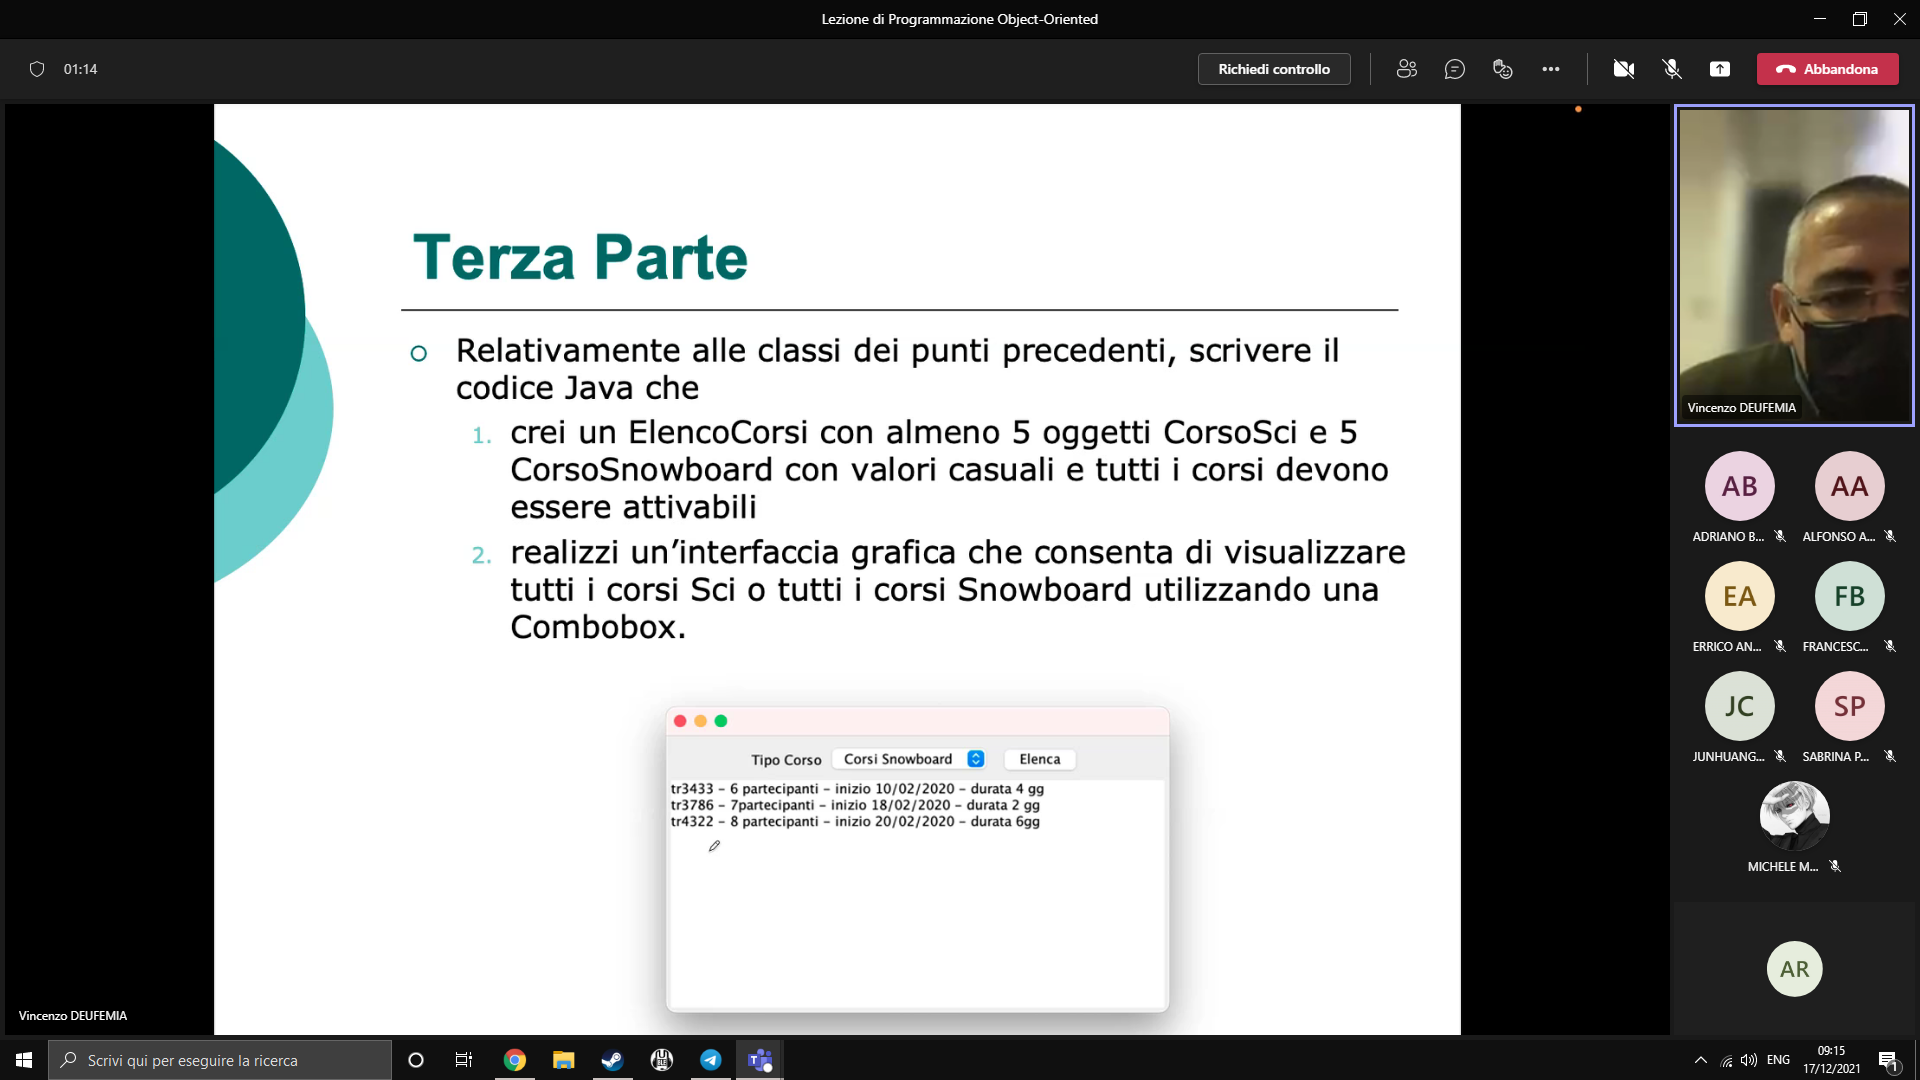 Lezione di Programmazione Object-Oriented
01:14
Richiedi controllo
Abbandona
Terza Parte
Relativamente alle classi dei punti precedenti, scrivere il
codice Java che
1. crei un ElencoCorsi con almeno 5 oggetti CorsoSci e 5
CorsoSnowboard con valori casuali e tutti i corsi devono
essere attivabili
2. realizzi un’interfaccia grafica che consenta di visualizzare
tutti i corsi Sci o tutti i corsi Snowboard utilizzando una
Combobox.
Tipo Corso Corsi Snowboard Elenca
tr3433 - 6 partecipanti - inizio 10/02/2020 - durata 4 gg
tr3786 - 7partecipanti - inizio 18/02/2020 - durata 2 gg
tr4322 - 8 partecipanti - inizio 20/02/2020 - durata 6gg
Vincenzo DEUFEMIA
Vincenzo DEUFEMIA
AB AA
ADRIANO B... ALFONSO A...
EA FB
ERRICO AN... FRANCESC...
JC SP
JUNHUANG... SABRINA P...
MICHELE M...
AR
Scrivi qui per eseguire la ricerca
ENG
09:15
17/12/2021
1